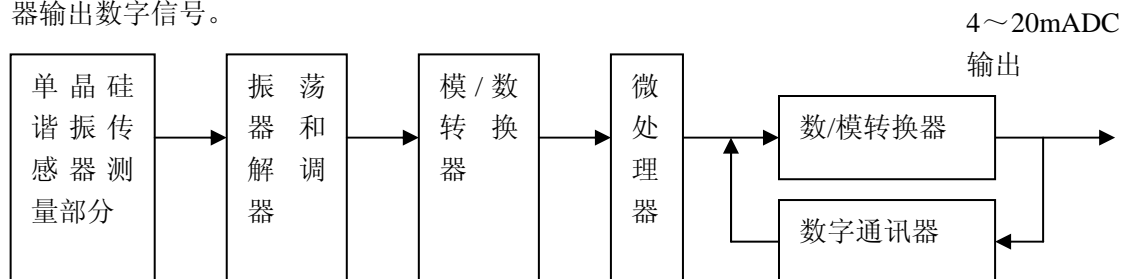 器输出数字信号。
4～20mADC
输出
单晶硅
谐振传
感器测
量部分
振荡
器和
解调
器
模/数
转换
器
微
处
理
器
数/模转换器
数字通讯器